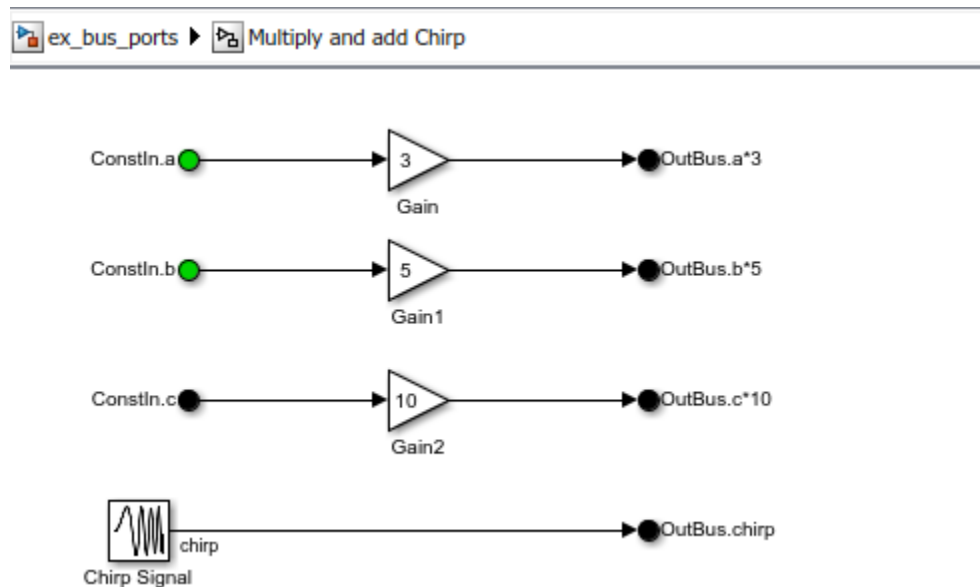 ex_bus_ports Multiply and add Chirp
ConstIn.a 3 OutBus.a*3
Gain
ConstIn.b 5 OutBus.b*5
Gain1
ConstIn.c 10 OutBus.c*10
Gain2
chirp OutBus.chirp
Chirp Signal